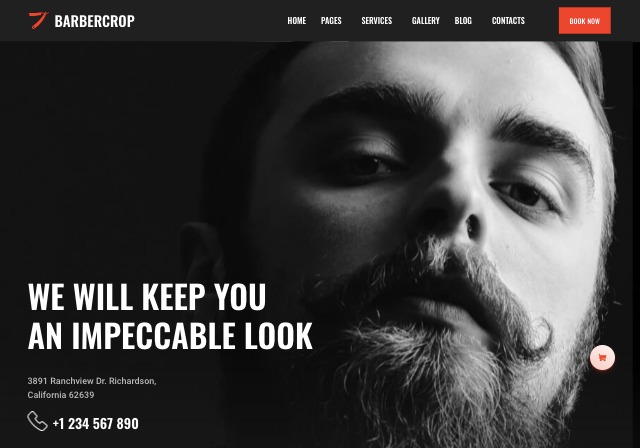 BARBERCROP
HOME PAGES SERVICES GALLERY BLOG CONTACTS
BOOK NOW
WE WILL KEEP YOU
AN IMPECCABLE LOOK
3891 Ranchview Dr. Richardson,
California 62639
+1 234 567 890